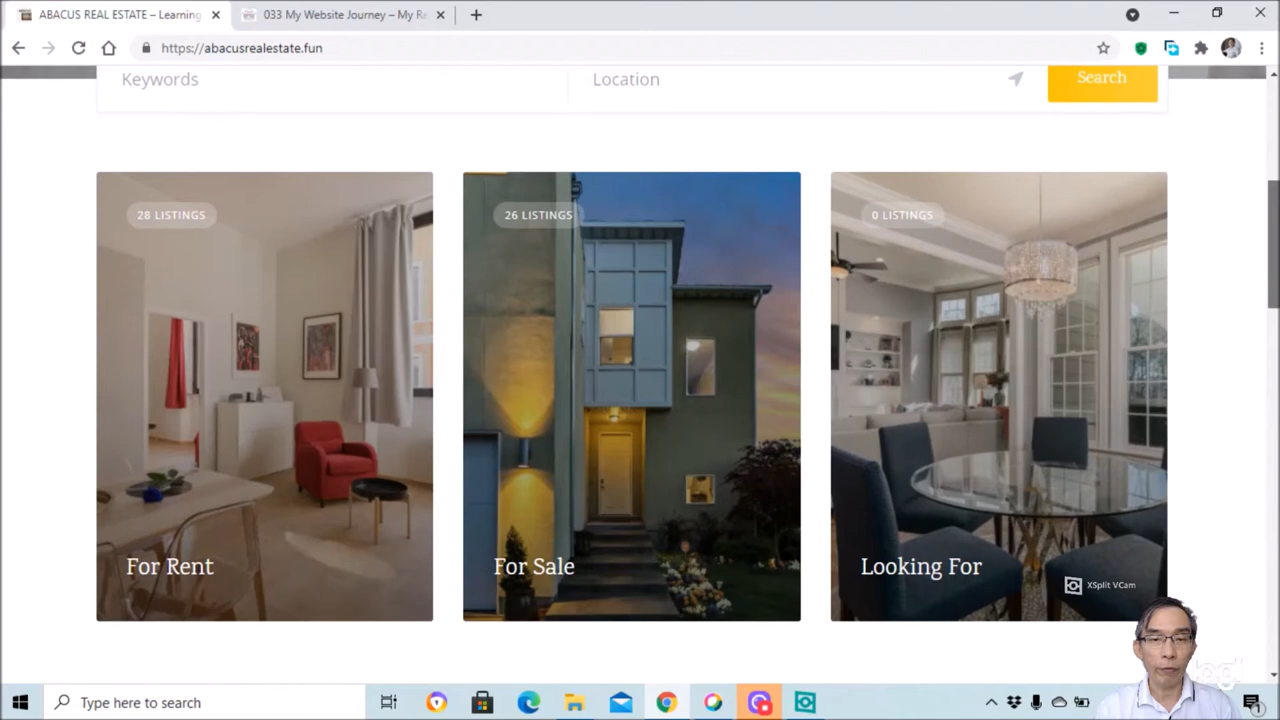 ABACUS REAL ESTATE – Learning
033 My Website Journey – My Re
https://abacusrealestate.fun
Keywords
Location
Search
28 LISTINGS
26 LISTINGS
0 LISTINGS
For Rent
For Sale
Looking For
XSplit VCam
Type here to search
1